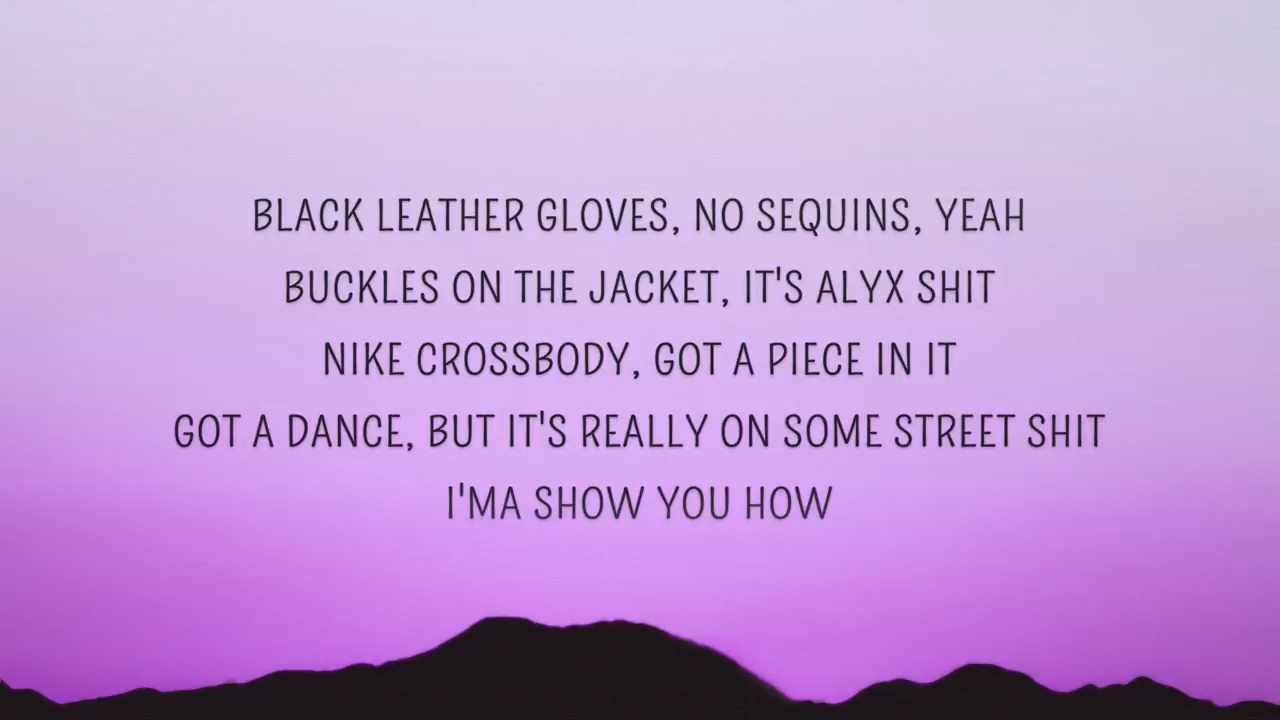 BLACK LEATHER GLOVES, NO SEQUINS, YEAH
BUCKLES ON THE JACKET, IT'S ALYX SHIT
NIKE CROSSBODY, GOT A PIECE IN IT
GOT A DANCE, BUT IT'S REALLY ON SOME STREET SHIT
I'MA SHOW YOU HOW